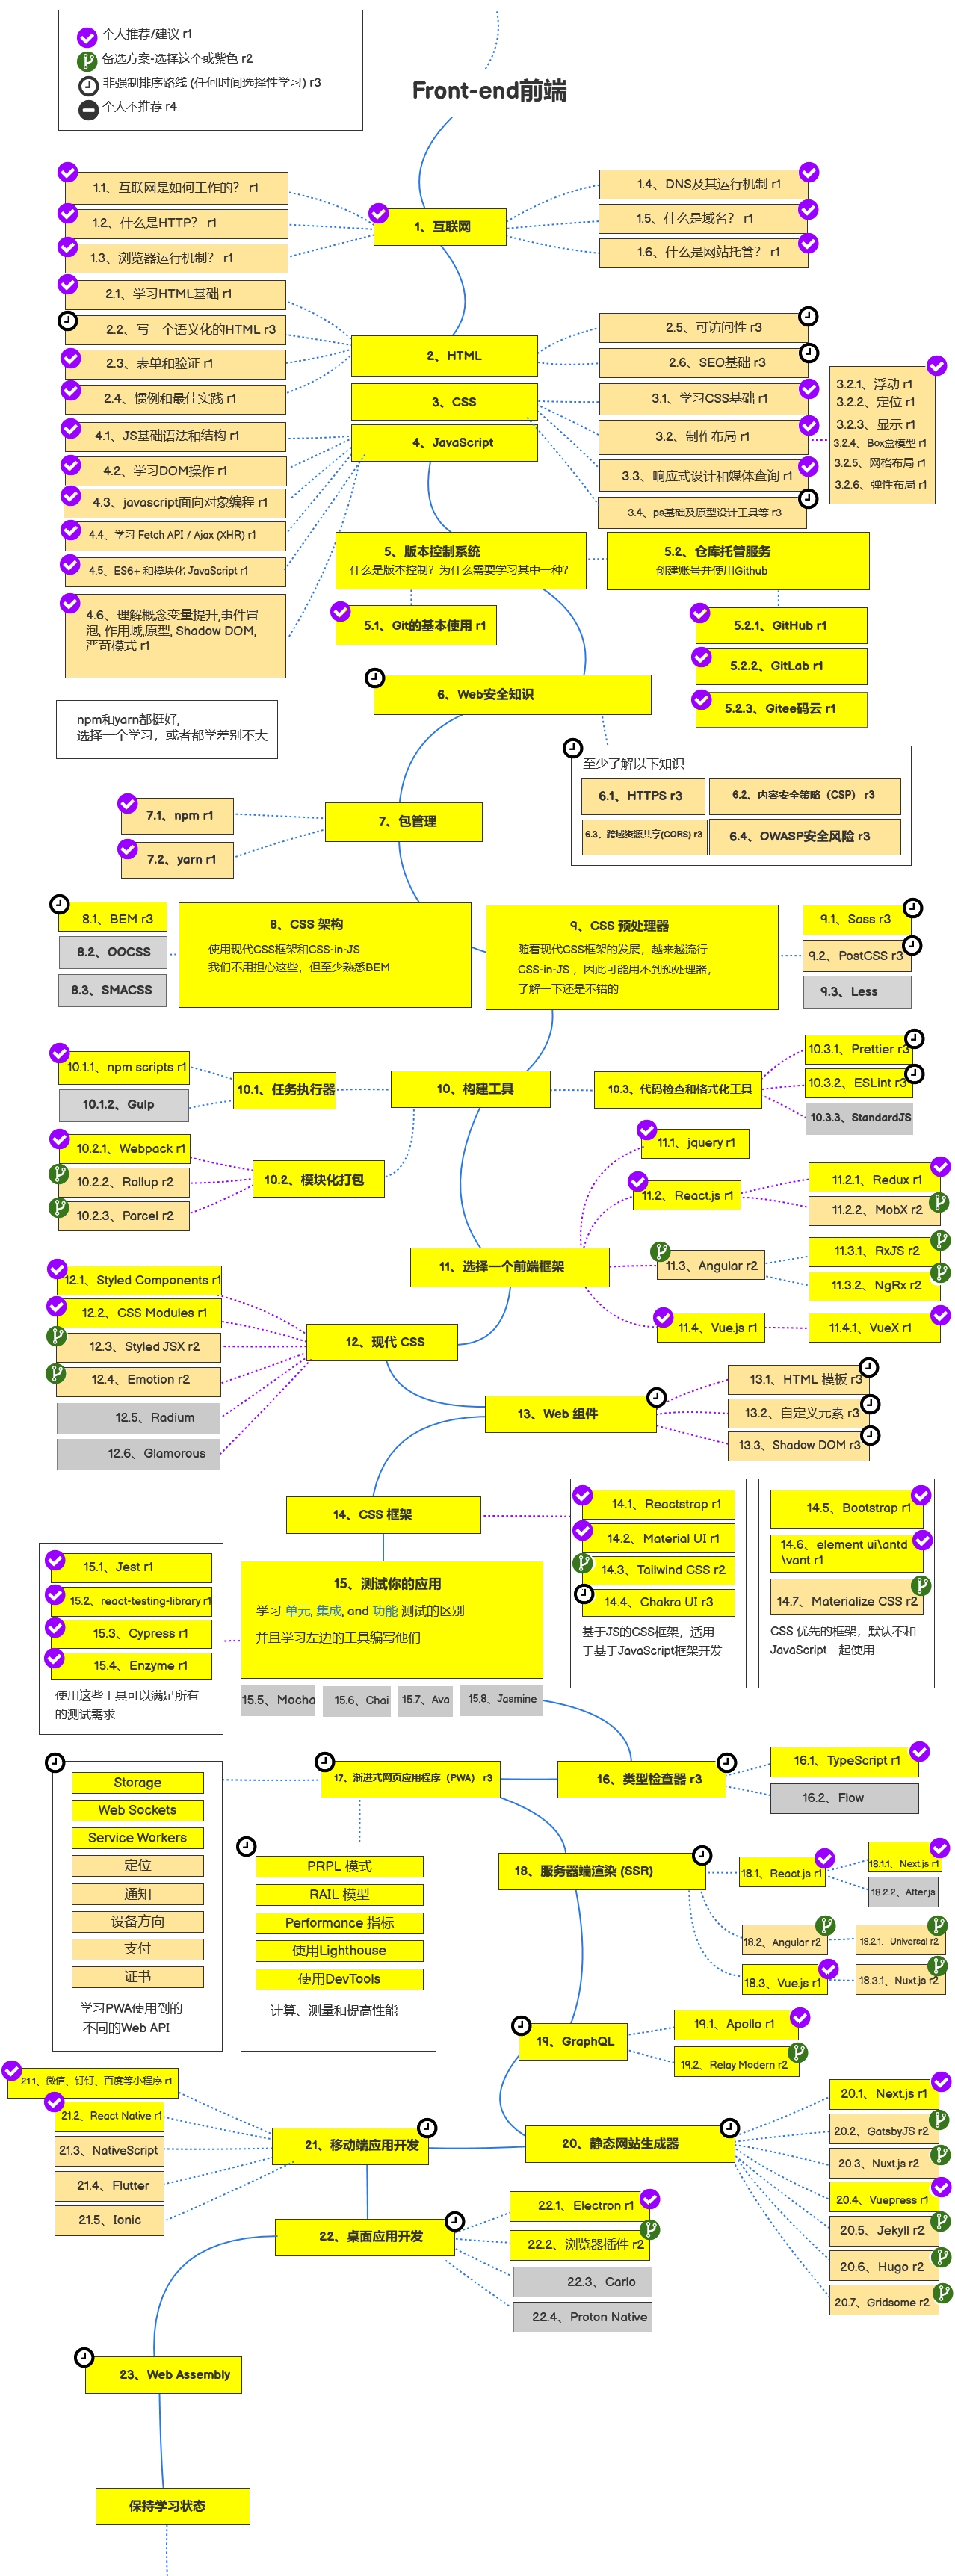 个人推荐/建议 r1
备选方案-选择这个或紫色 r2
非强制排序路线 (任何时间选择性学习) r3
个人不推荐 r4
Front-end前端
1、互联网
1.1、互联网是如何工作的？ r1
1.2、什么是HTTP？ r1
1.3、浏览器运行机制？ r1
1.4、DNS及其运行机制 r1
1.5、什么是域名？ r1
1.6、什么是网站托管？ r1
2、HTML
2.1、学习HTML基础 r1
2.2、写一个语义化的HTML r3
2.3、表单和验证 r1
2.4、惯例和最佳实践 r1
2.5、可访问性 r3
2.6、SEO基础 r3
3、CSS
3.1、学习CSS基础 r1
3.2、制作布局 r1
3.3、响应式设计和媒体查询 r1
3.4、ps基础及原型设计工具等 r3
3.2.1、浮动 r1
3.2.2、定位 r1
3.2.3、显示 r1
3.2.4、Box盒模型 r1
3.2.5、网格布局 r1
3.2.6、弹性布局 r1
4、JavaScript
4.1、JS基础语法和结构 r1
4.2、学习DOM操作 r1
4.3、javascript面向对象编程 r1
4.4、学习 Fetch API / Ajax (XHR) r1
4.5、ES6+ 和模块化 JavaScript r1
4.6、理解概念变量提升,事件冒
泡, 作用域,原型, Shadow DOM,
严苛模式 r1
5、版本控制系统
什么是版本控制？为什么需要学习其中一种？
5.1、Git的基本使用 r1
5.2、仓库托管服务
创建账号并使用Github
5.2.1、GitHub r1
5.2.2、GitLab r1
5.2.3、Gitee码云 r1
6、Web安全知识
至少了解以下知识
6.1、HTTPS r3
6.2、内容安全策略（CSP） r3
6.3、跨域资源共享(CORS) r3
6.4、OWASP安全风险 r3
npm和yarn都挺好,
选择一个学习，或者都学差别不大
7、包管理
7.1、npm r1
7.2、yarn r1
8、CSS 架构
使用现代CSS框架和CSS-in-JS
我们不用担心这些，但至少熟悉BEM
8.1、BEM r3
8.2、OOCSS
8.3、SMACSS
9、CSS 预处理器
随着现代CSS框架的发展，越来越流行
CSS-in-JS ，因此可能用不到预处理器，
了解一下还是不错的
9.1、Sass r3
9.2、PostCSS r3
9.3、Less
10、构建工具
10.1、任务执行器
10.1.1、npm scripts r1
10.1.2、Gulp
10.2、模块化打包
10.2.1、Webpack r1
10.2.2、Rollup r2
10.2.3、Parcel r2
10.3、代码检查和格式化工具
10.3.1、Prettier r3
10.3.2、ESLint r3
10.3.3、StandardJS
11、选择一个前端框架
11.1、jquery r1
11.2、React.js r1
11.2.1、Redux r1
11.2.2、MobX r2
11.3、Angular r2
11.3.1、RxJS r2
11.3.2、NgRx r2
11.4、Vue.js r1
11.4.1、VueX r1
12、现代 CSS
12.1、Styled Components r1
12.2、CSS Modules r1
12.3、Styled JSX r2
12.4、Emotion r2
12.5、Radium
12.6、Glamorous
13、Web 组件
13.1、HTML 模板 r3
13.2、自定义元素 r3
13.3、Shadow DOM r3
14、CSS 框架
14.1、Reactstrap r1
14.2、Material UI r1
14.3、Tailwind CSS r2
14.4、Chakra UI r3
基于JS的CSS框架，适用
于基于JavaScript框架开发
14.5、Bootstrap r1
14.6、element ui\antd
\vant r1
14.7、Materialize CSS r2
CSS 优先的框架，默认不和
JavaScript一起使用
15、测试你的应用
学习 单元, 集成, and 功能 测试的区别
并且学习左边的工具编写他们
15.1、Jest r1
15.2、react-testing-library r1
15.3、Cypress r1
15.4、Enzyme r1
使用这些工具可以满足所有
的测试需求
15.5、Mocha
15.6、Chai
15.7、Ava
15.8、Jasmine
16、类型检查器 r3
16.1、TypeScript r1
16.2、Flow
17、渐进式网页应用程序（PWA） r3
Storage
Web Sockets
Service Workers
定位
通知
设备方向
支付
证书
学习PWA使用到的
不同的Web API
PRPL 模式
RAIL 模型
Performance 指标
使用Lighthouse
使用DevTools
计算、测量和提高性能
18、服务器端渲染 (SSR)
18.1、React.js r1
18.1.1、Next.js r1
18.2.2、After.js
18.2、Angular r2
18.2.1、Universal r2
18.3、Vue.js r1
18.3.1、Nuxt.js r2
19、GraphQL
19.1、Apollo r1
19.2、Relay Modern r2
20、静态网站生成器
20.1、Next.js r1
20.2、GatsbyJS r2
20.3、Nuxt.js r2
20.4、Vuepress r1
20.5、Jekyll r2
20.6、Hugo r2
20.7、Gridsome r2
21、移动端应用开发
21.1、微信、钉钉、百度等小程序 r1
21.2、React Native r1
21.3、NativeScript
21.4、Flutter
21.5、Ionic
22、桌面应用开发
22.1、Electron r1
22.2、浏览器插件 r2
22.3、Carlo
22.4、Proton Native
23、Web Assembly
保持学习状态